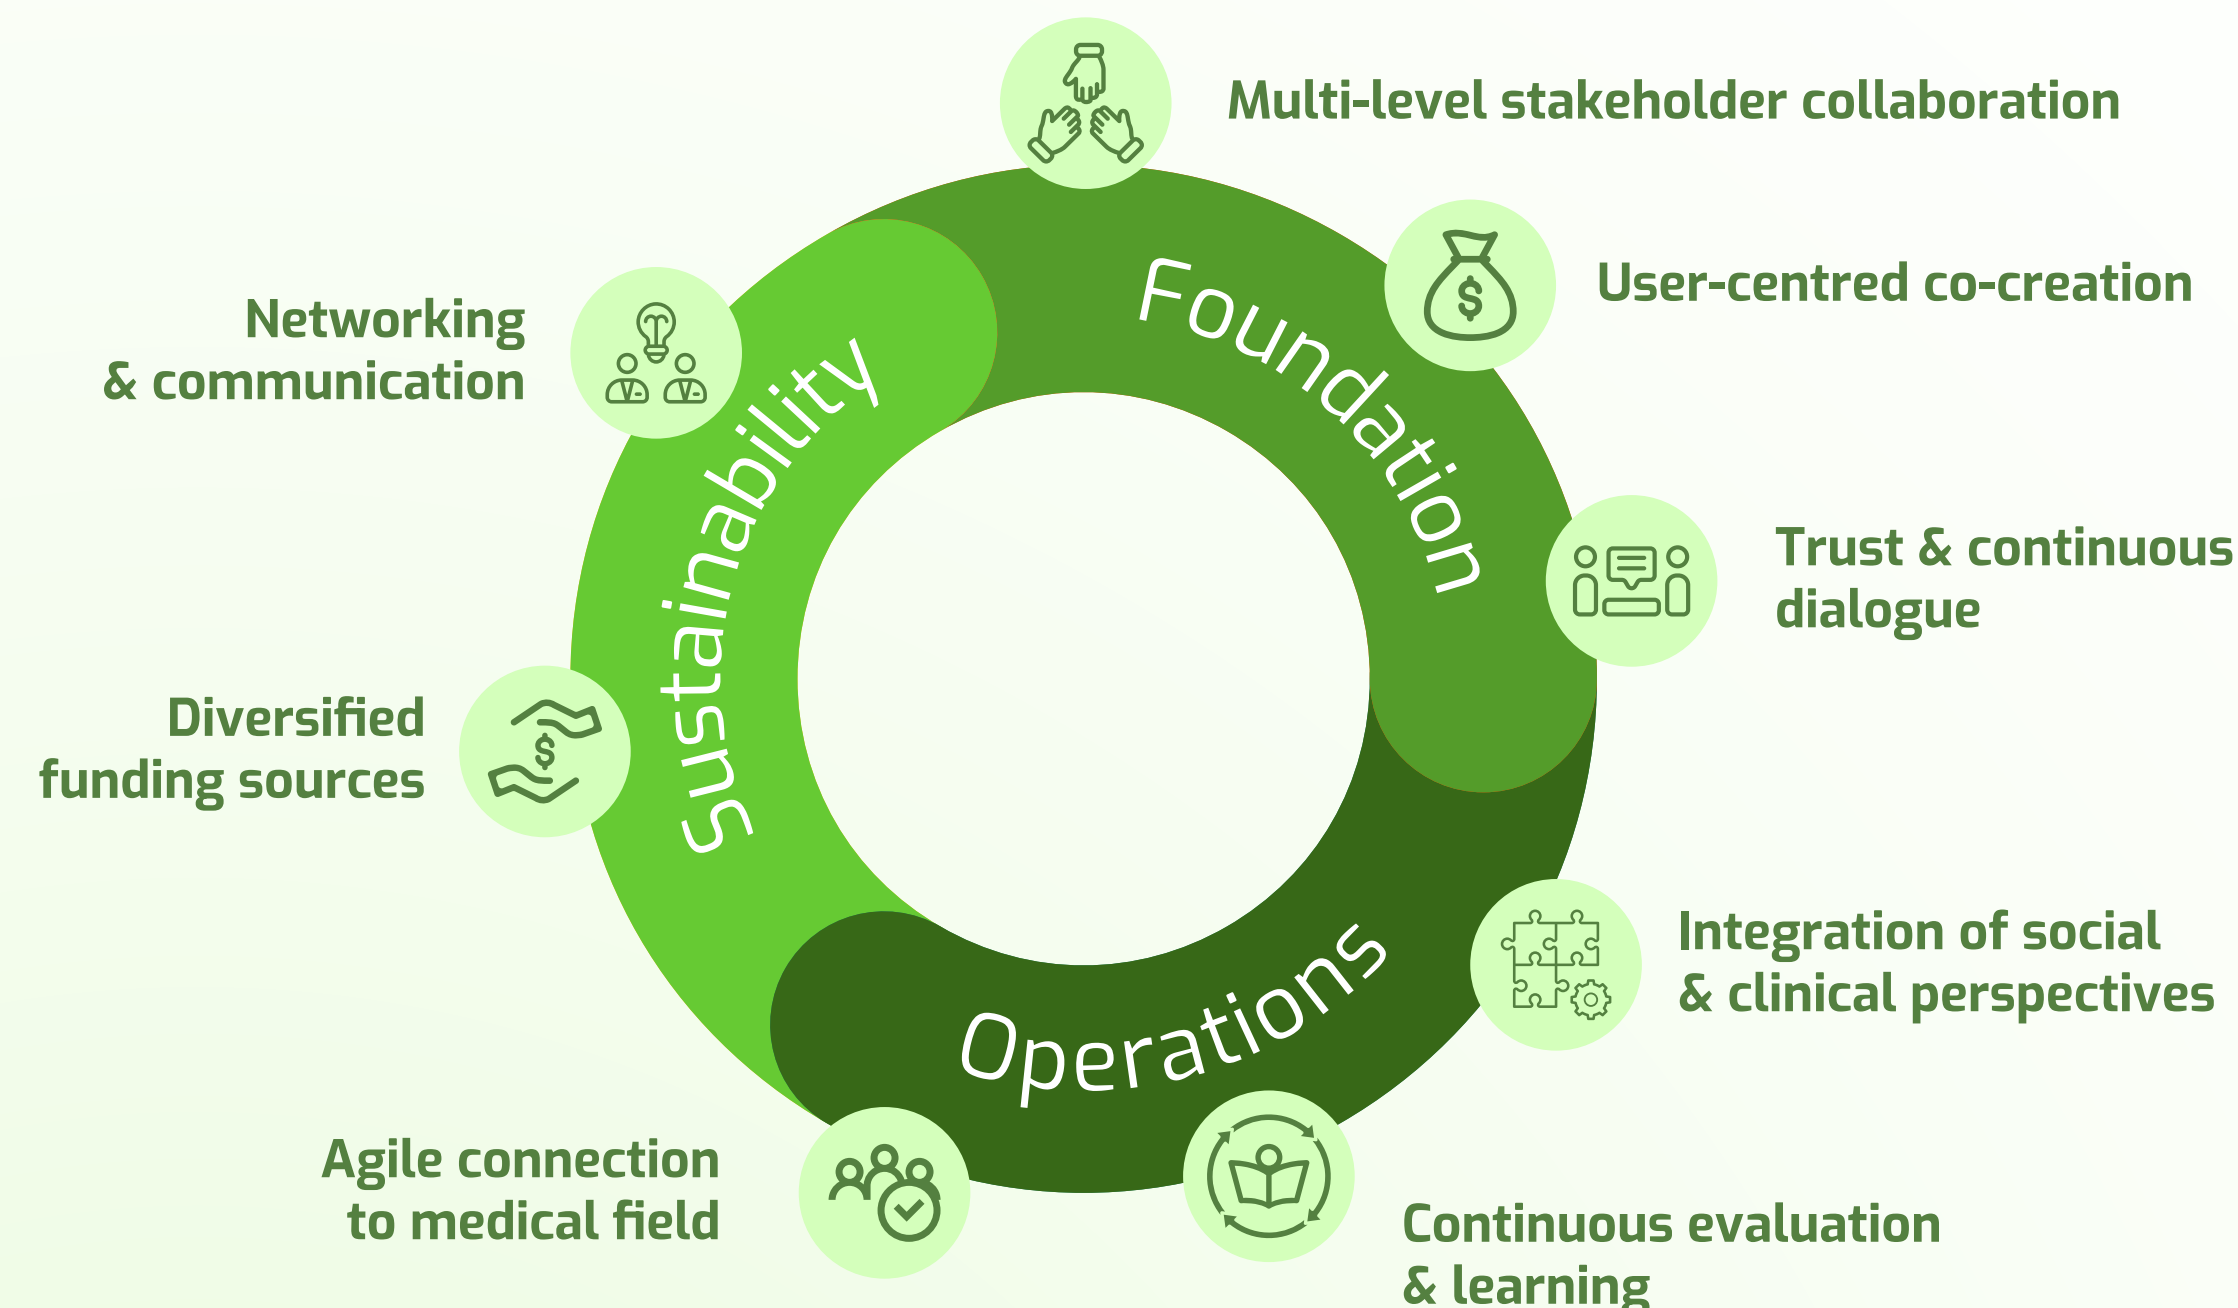 Multi-level stakeholder collaboration
User-centred co-creation
Trust & continuous
dialogue
Integration of social
& clinical perspectives
Continuous evaluation
& learning
Agile connection
to medical field
Diversified
funding sources
Networking
& communication
Foundation
Operations
Sustainability
$
$